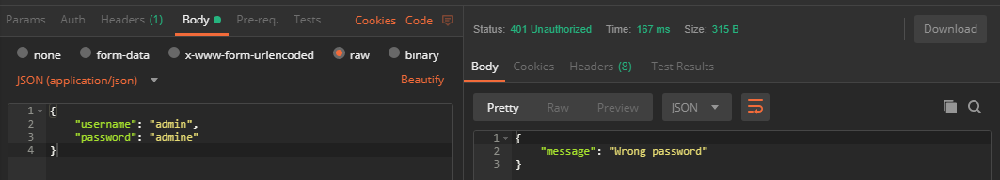 Params Auth Headers (1) Body Pre-req. Tests Cookies Code
none form-data x-www-form-urlencoded raw binary
JSON (application/json) Beautify
1 {
2 "username": "admin",
3 "password": "admine"
4 }
Status: 401 Unauthorized Time: 167 ms Size: 315 B Download
Body Cookies Headers (8) Test Results
Pretty Raw Preview JSON
1 {
2 "message": "Wrong password"
3 }